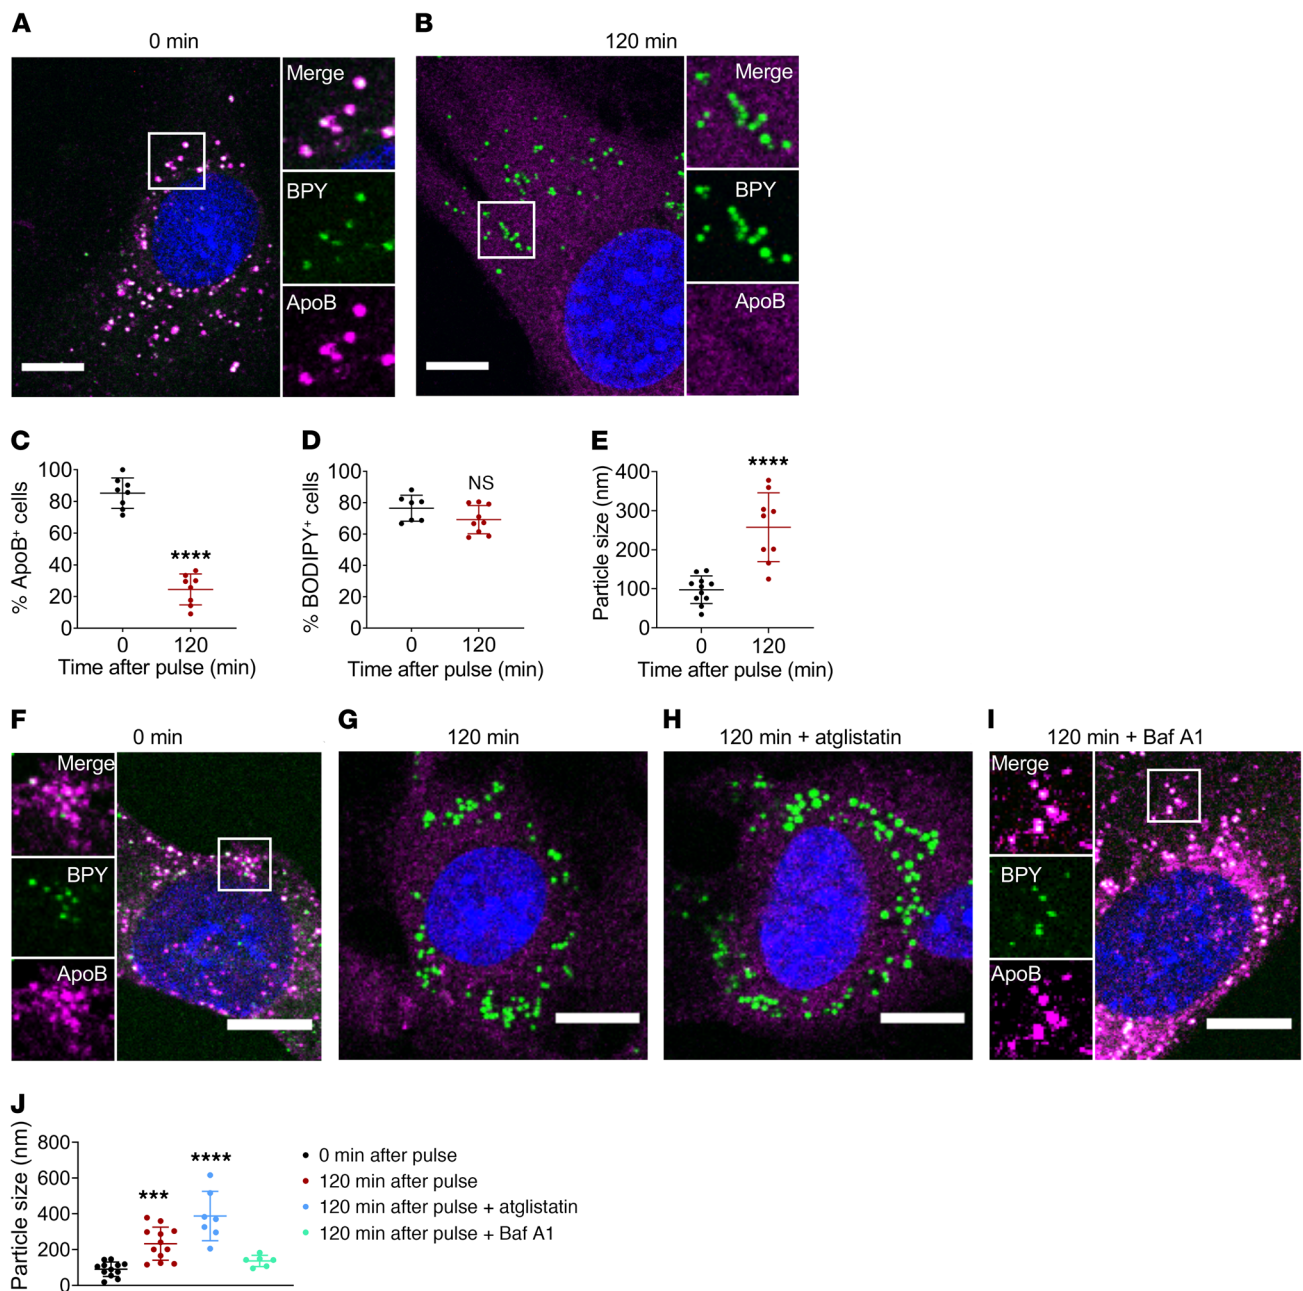 A
B
0 min
120 min
Merge
BPY
ApoB
Merge
BPY
ApoB
C
D
E
% ApoB+ cells
100
80
60
40
20
0
****
0
120
Time after pulse (min)
% BODIPY+ cells
100
80
60
40
20
0
NS
0
120
Time after pulse (min)
Particle size (nm)
400
300
200
100
0
****
0
120
Time after pulse (min)
F
G
H
I
0 min
120 min
120 min + atglistatin
120 min + Baf A1
Merge
BPY
ApoB
Merge
BPY
ApoB
J
Particle size (nm)
800
600
400
200
0
***
****
0 min after pulse
120 min after pulse
120 min after pulse + atglistatin
120 min after pulse + Baf A1